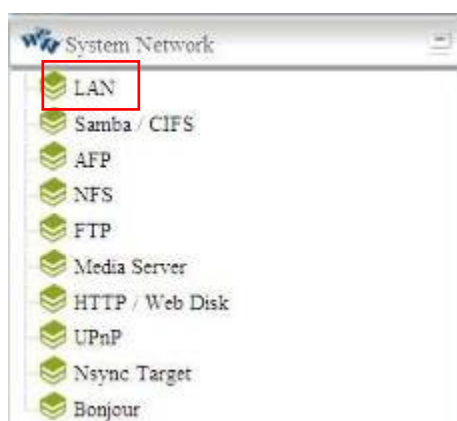 System Network
LAN
Samba / CIFS
AFP
NFS
FTP
Media Server
HTTP / Web Disk
UPnP
Nsync Target
Bonjour